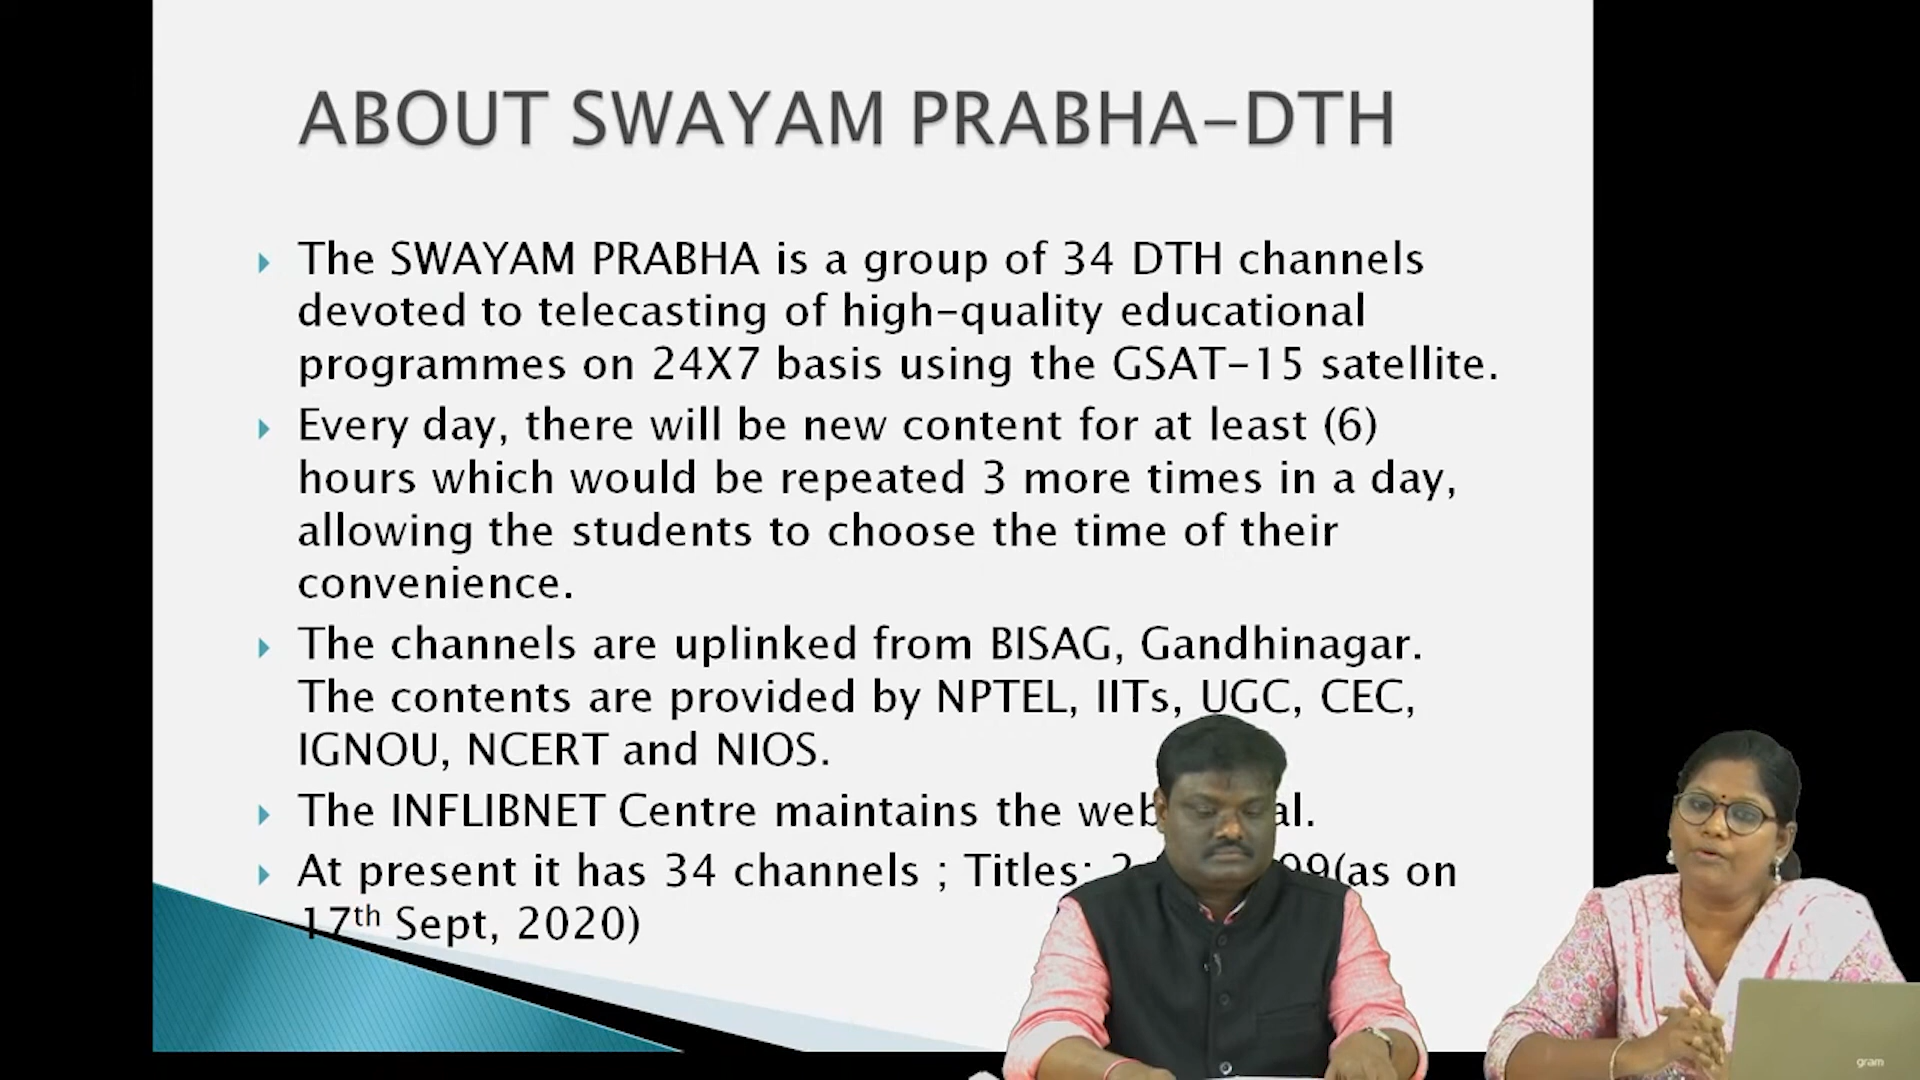 ABOUT SWAYAM PRABHA-DTH
The SWAYAM PRABHA is a group of 34 DTH channels
devoted to telecasting of high-quality educational
programmes on 24X7 basis using the GSAT-15 satellite.
Every day, there will be new content for at least (6)
hours which would be repeated 3 more times in a day,
allowing the students to choose the time of their
convenience.
The channels are uplinked from BISAG, Gandhinagar.
The contents are provided by NPTEL, IITs, UGC, CEC,
IGNOU, NCERT and NIOS.
The INFLIBNET Centre maintains the
At present it has 34 channels ; Titles: (as on
17th Sept, 2020)
gram